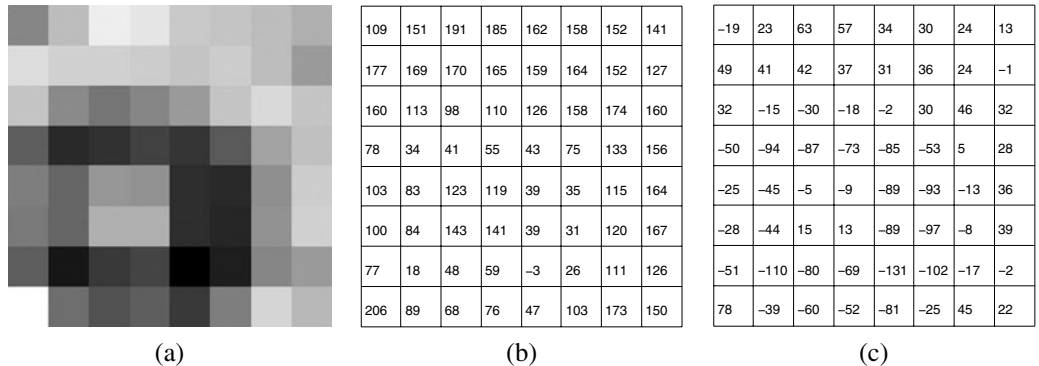 109 151 191 185 162 158 152 141
177 169 170 165 159 164 152 127
160 113 98 110 126 158 174 160
78 34 41 55 43 75 133 156
103 83 123 119 39 35 115 164
100 84 143 141 39 31 120 167
77 18 48 59 −3 26 111 126
206 89 68 76 47 103 173 150
−19 23 63 57 34 30 24 13
49 41 42 37 31 36 24 −1
32 −15 −30 −18 −2 30 46 32
−50 −94 −87 −73 −85 −53 5 28
−25 −45 −5 −9 −89 −93 −13 36
−28 −44 15 13 −89 −97 −8 39
−51 −110 −80 −69 −131 −102 −17 −2
78 −39 −60 −52 −81 −25 45 22
(a) (b) (c)